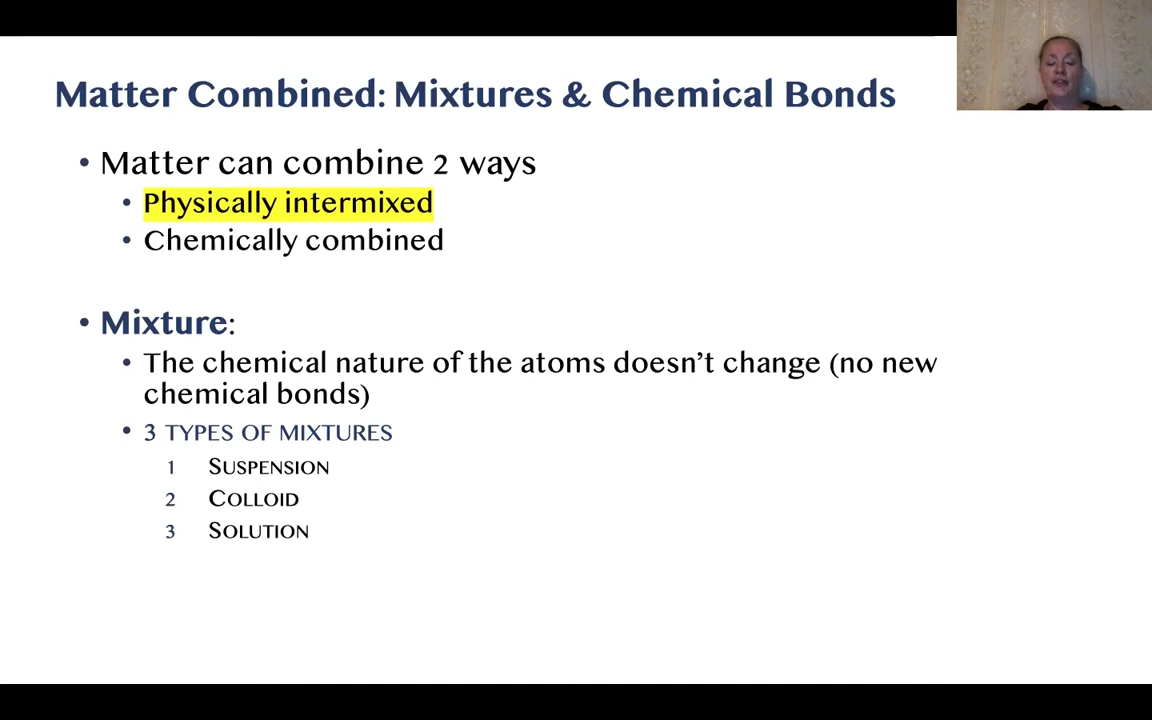 Matter Combined: Mixtures & Chemical Bonds
• Matter can combine 2 ways
• Physically intermixed
• Chemically combined
• Mixture:
• The chemical nature of the atoms doesn't change (no new
chemical bonds)
• 3 TYPES OF MIXTURES
1 SUSPENSION
2 COLLOID
3 SOLUTION